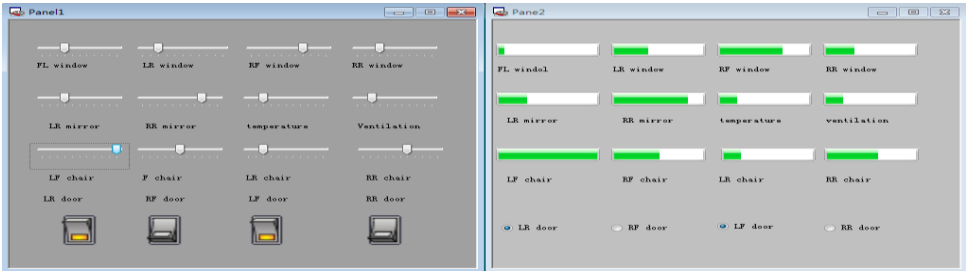 Panel1
FL window LR window RF window RR window
LR mirror RR mirror temperature Ventilation
LF chair F chair LR chair RR chair
LR door RF door LF door RR door
Pane2
FL windol LR window RF window RR window
LR mirror RR mirror temperature ventilation
LF chair RF chair LR chair RR chair
LR door RF door LF door RR door